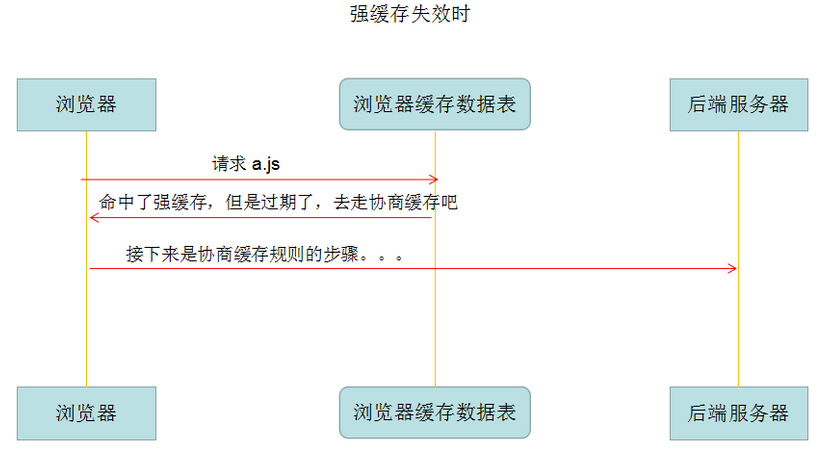 强缓存失效时
浏览器
浏览器缓存数据表
后端服务器
请求 a.js
命中了强缓存，但是过期了，去走协商缓存吧
接下来是协商缓存规则的步骤。。。
浏览器
浏览器缓存数据表
后端服务器